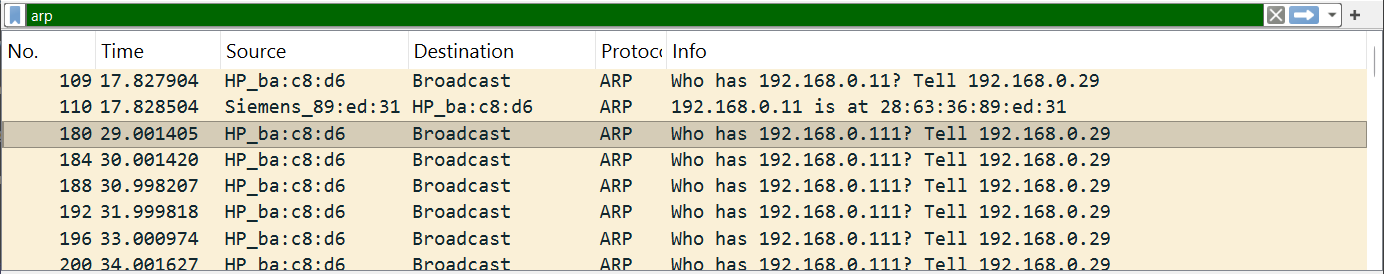 arp
No. Time Source Destination Protoc Info
109 17.827904 HP_ba:c8:d6 Broadcast ARP Who has 192.168.0.11? Tell 192.168.0.29
110 17.828504 Siemens_89:ed:31 HP_ba:c8:d6 ARP 192.168.0.11 is at 28:63:36:89:ed:31
180 29.001405 HP_ba:c8:d6 Broadcast ARP Who has 192.168.0.111? Tell 192.168.0.29
184 30.001420 HP_ba:c8:d6 Broadcast ARP Who has 192.168.0.111? Tell 192.168.0.29
188 30.998207 HP_ba:c8:d6 Broadcast ARP Who has 192.168.0.111? Tell 192.168.0.29
192 31.999818 HP_ba:c8:d6 Broadcast ARP Who has 192.168.0.111? Tell 192.168.0.29
196 33.000974 HP_ba:c8:d6 Broadcast ARP Who has 192.168.0.111? Tell 192.168.0.29
200 34.001627 HP_ba:c8:d6 Broadcast ARP Who has 192.168.0.111? Tell 192.168.0.29